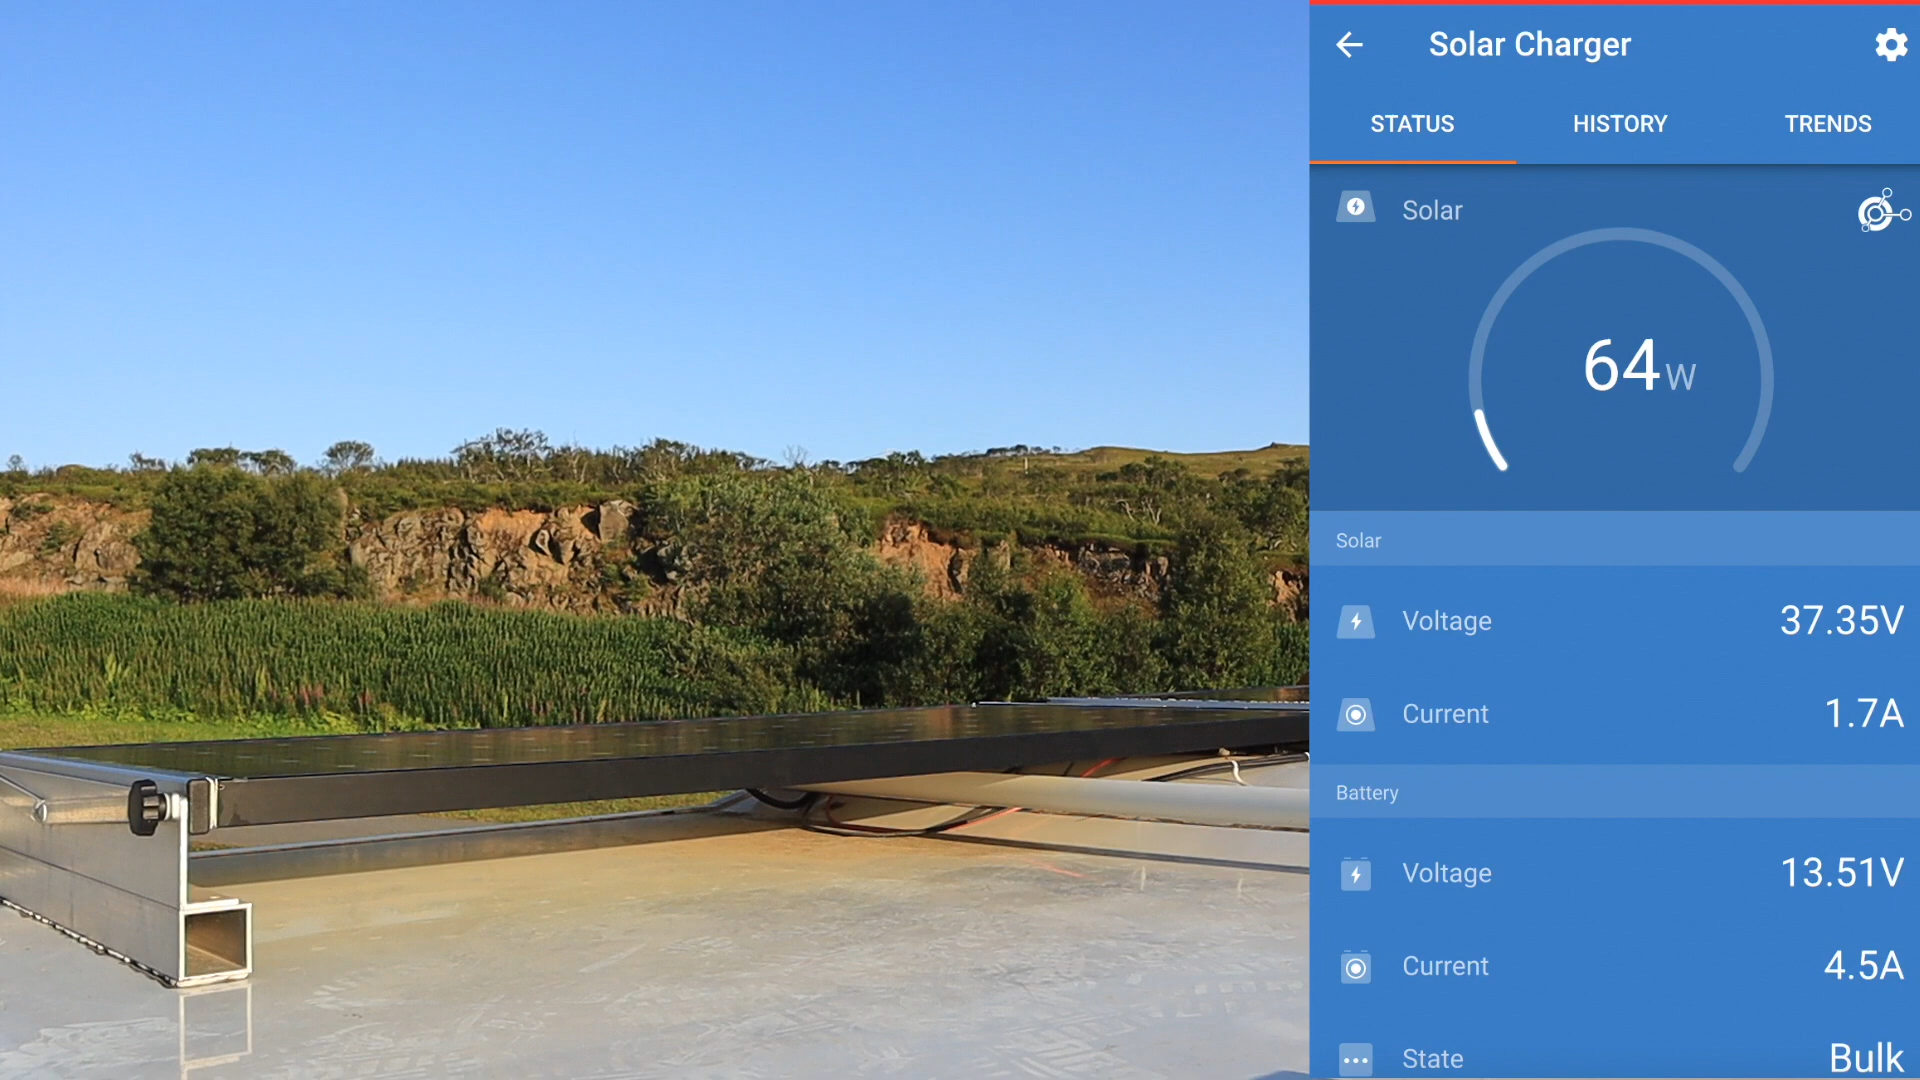 Solar Charger
STATUS HISTORY TRENDS
Solar
64W
Solar
Voltage 37.35V
Current 1.7A
Battery
Voltage 13.51V
Current 4.5A
State Bulk